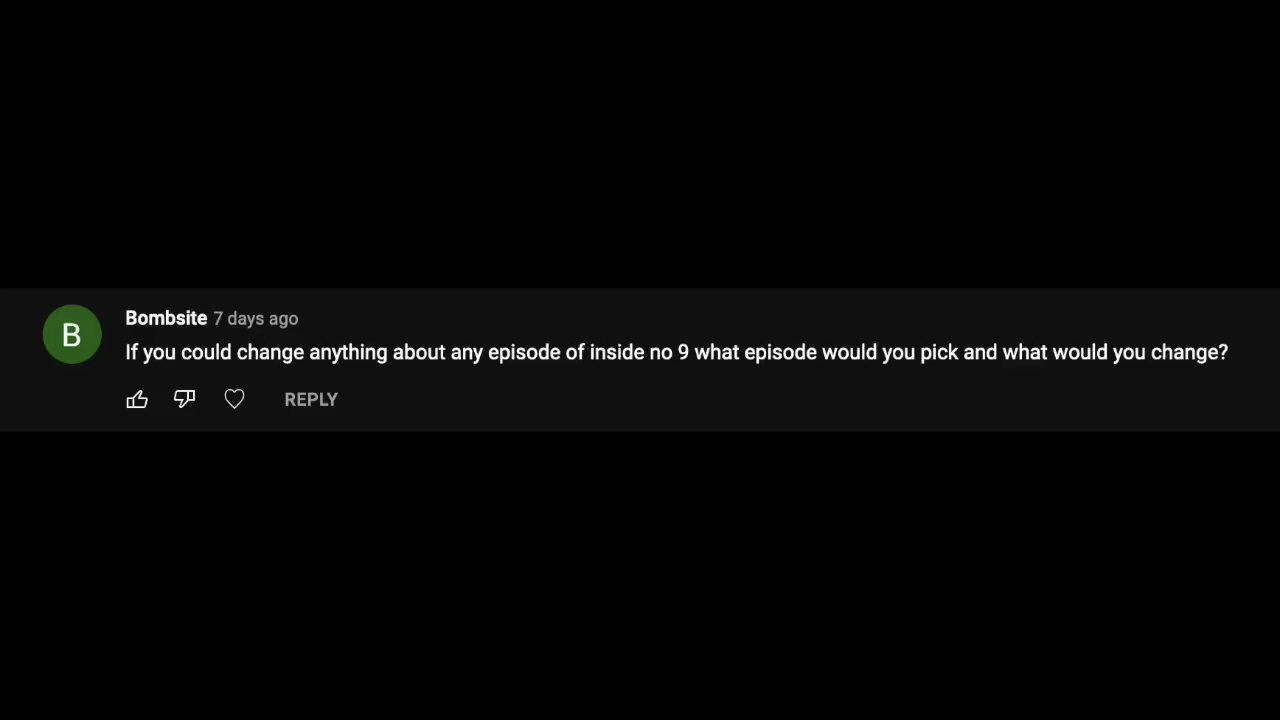 B
Bombsite 7 days ago
If you could change anything about any episode of inside no 9 what episode would you pick and what would you change?
REPLY